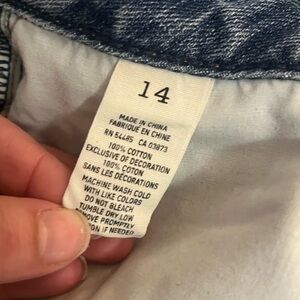 14
MADE IN CHINA
FABRIQUÉ EN CHINE
RN 54485 CA 03873
100% COTTON
EXCLUSIVE OF DECORATION
100% COTON
SANS LES DÉCORATIONS
MACHINE WASH COLD
WITH LIKE COLORS
DO NOT BLEACH
TUMBLE DRY LOW
REMOVE PROMPTLY
IF NEEDED